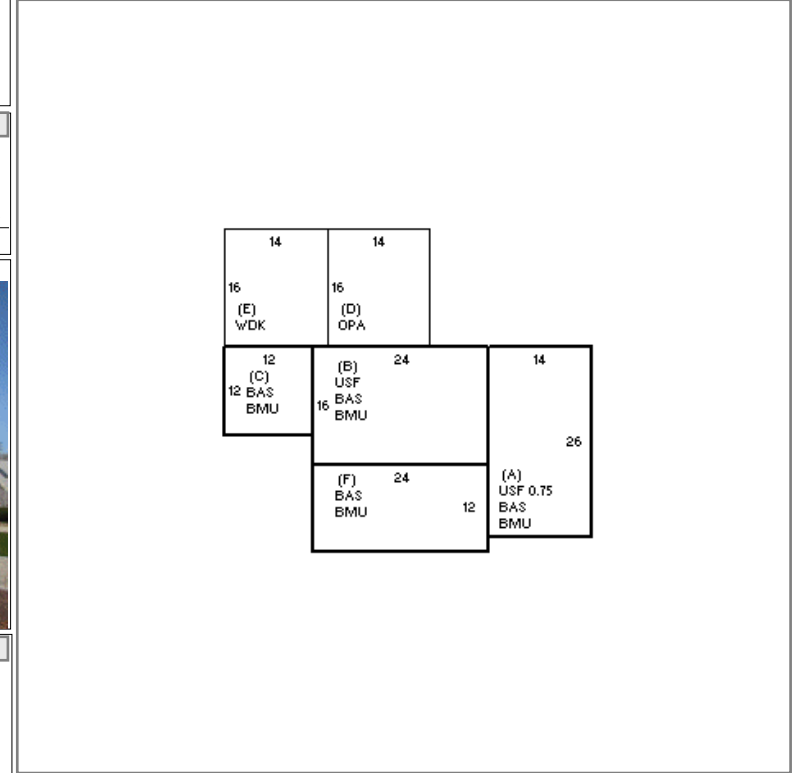 14
14
16
16
(E)
WDK
(D)
OPA
12
(C)
12 BAS
BMU
24
(B)
USF
16 BAS
BMU
14
26
(A)
USF 0.75
BAS
BMU
24
(F)
BAS
BMU
12